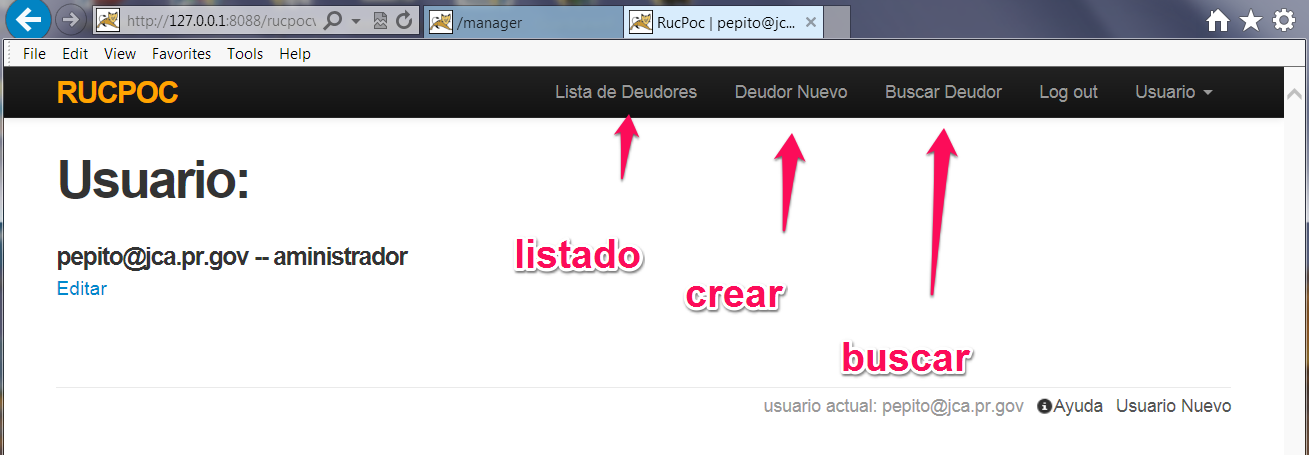 http://127.0.0.1:8088/rucpoc
/manager
RucPoc | pepito@jc...
File Edit View Favorites Tools Help
RUCPOC
Lista de Deudores Deudor Nuevo Buscar Deudor Log out Usuario
Usuario:
pepito@jca.pr.gov -- aministrador
Editar
listado
crear
buscar
usuario actual: pepito@jca.pr.gov Ayuda Usuario Nuevo